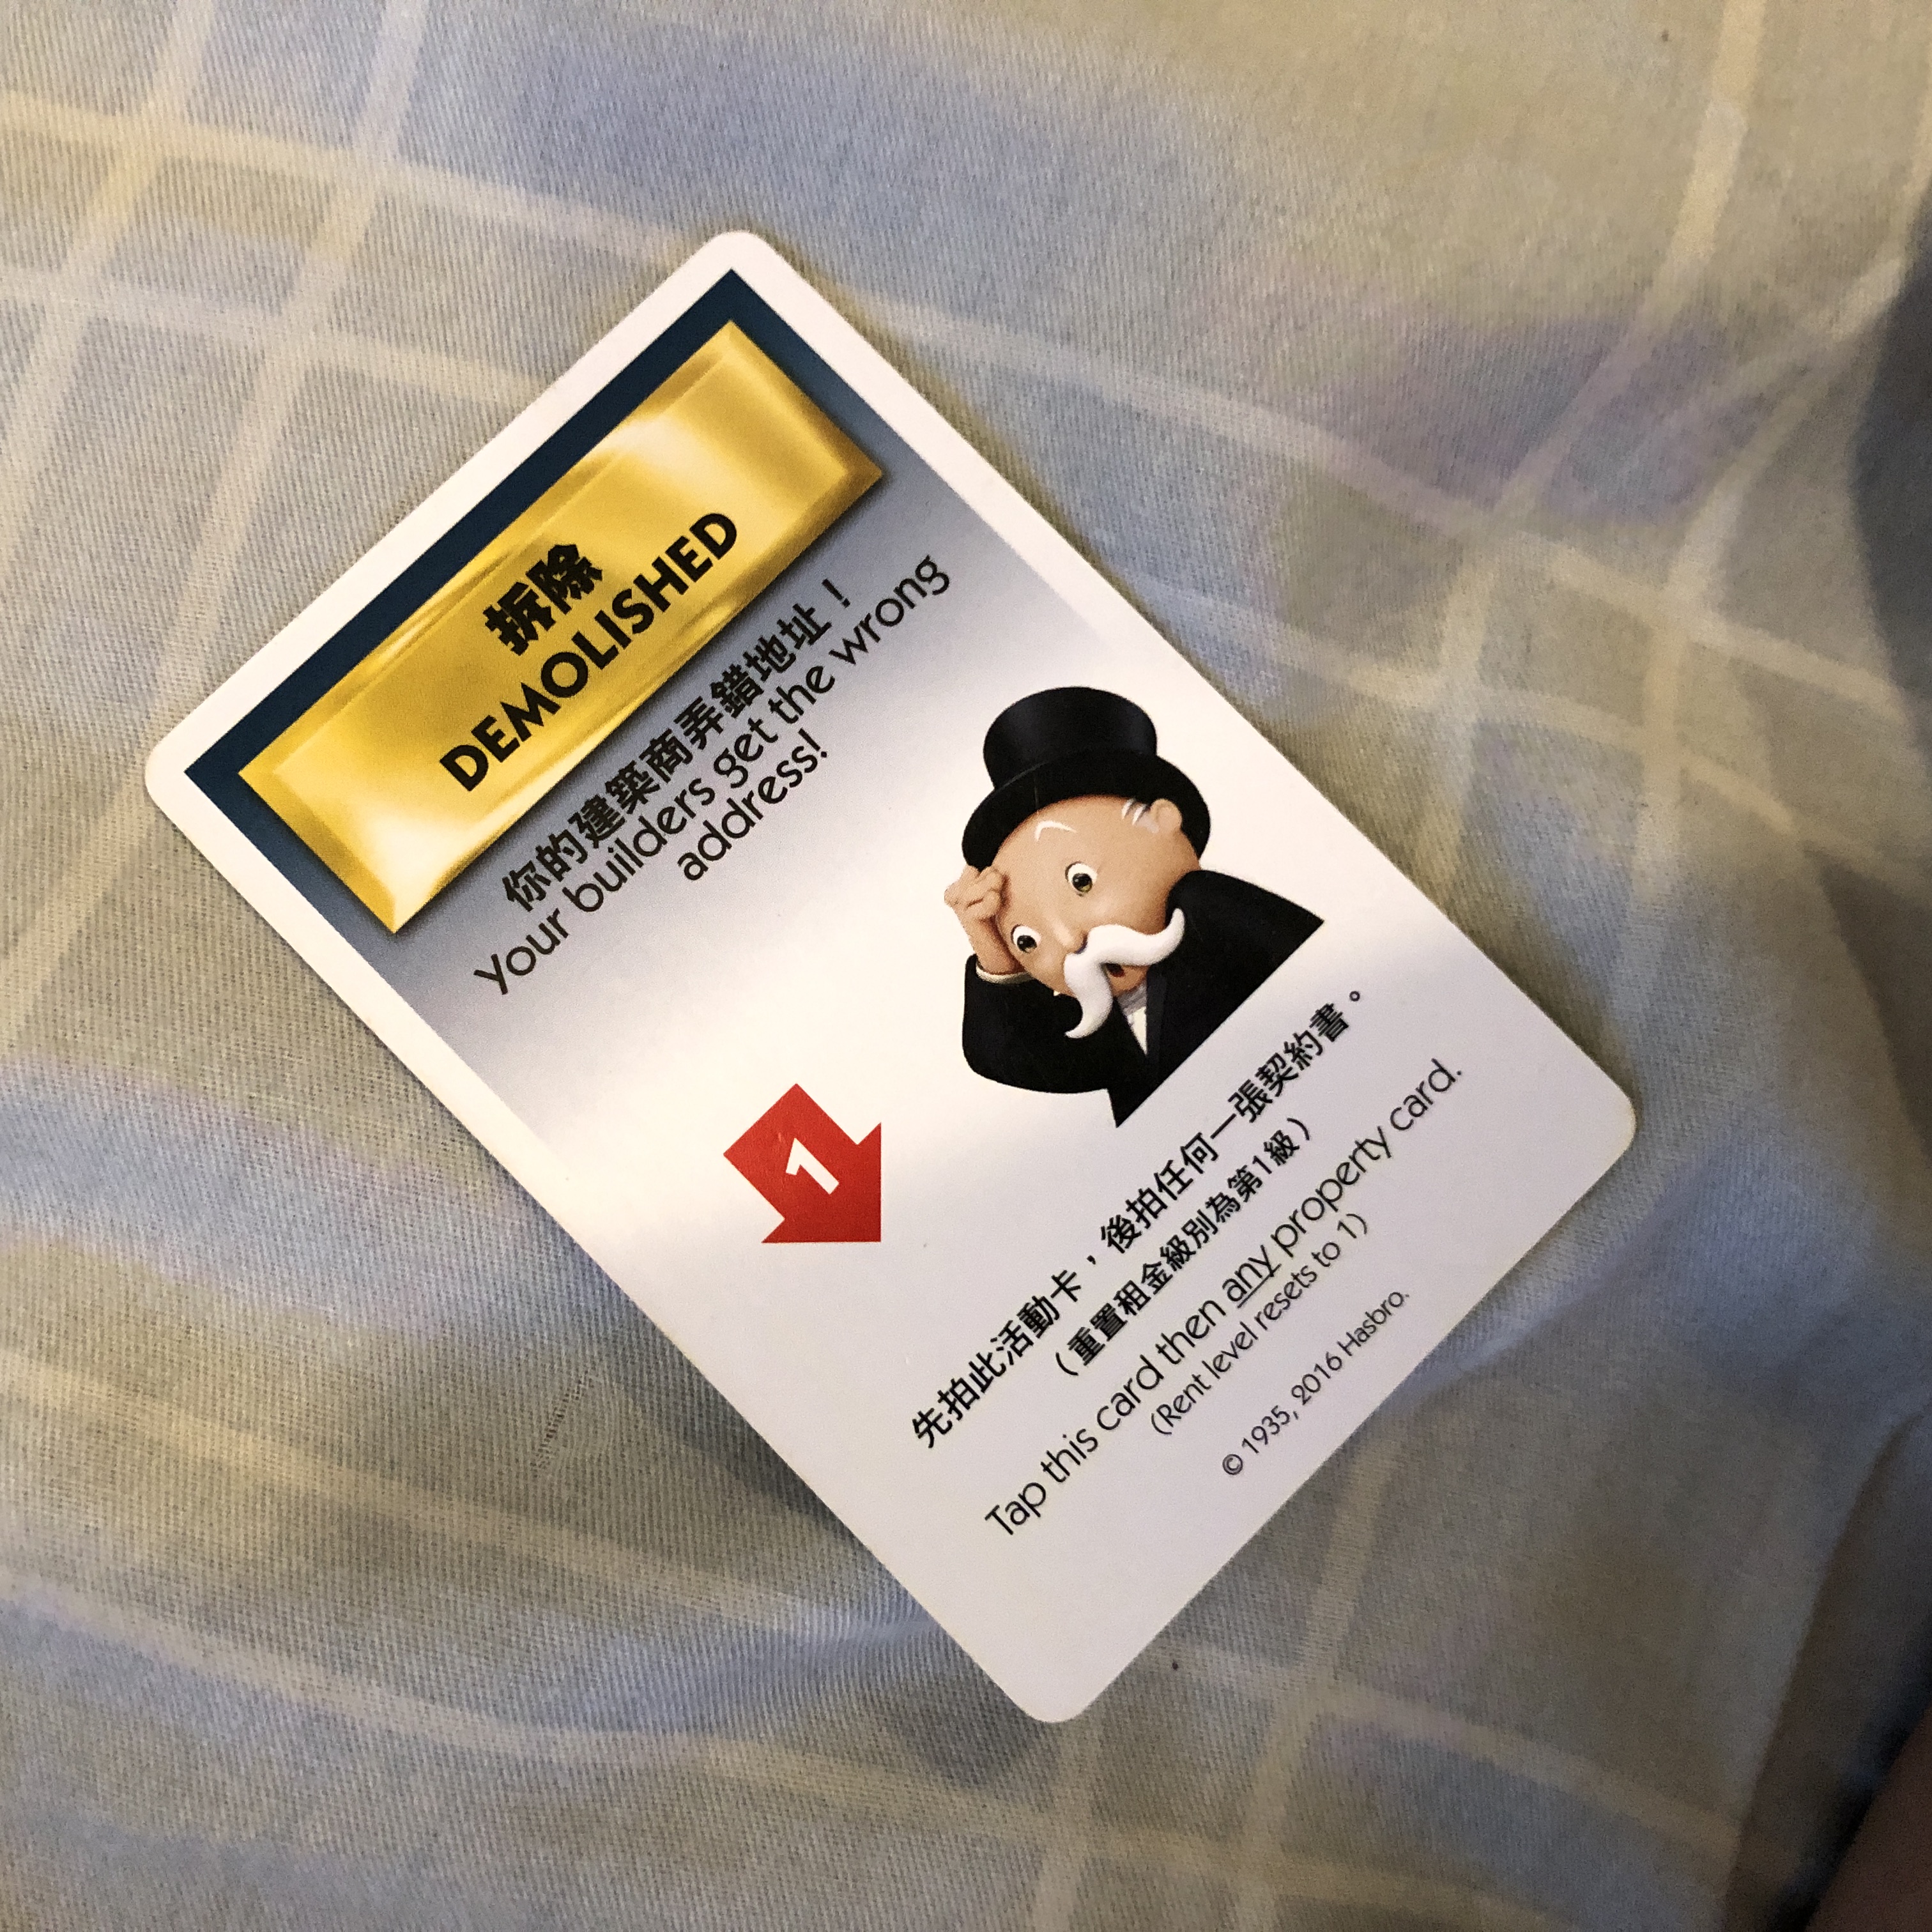 拆除
DEMOLISHED
你的建築商弄錯地址！
Your builders get the wrong
address!
1
先拍此活動卡，後拍任何一張契約書。
（重置租金級別為第1級）
Tap this card then any property card.
(Rent level resets to 1)
© 1935, 2016 Hasbro.